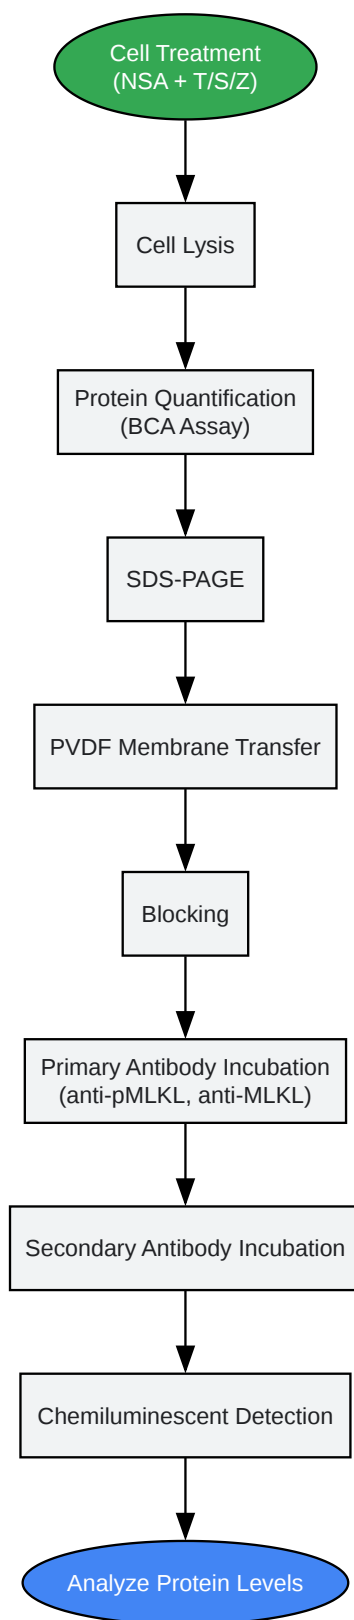 Cell Treatment
(NSA + T/S/Z)
Cell Lysis
Protein Quantification
(BCA Assay)
SDS-PAGE
PVDF Membrane Transfer
Blocking
Primary Antibody Incubation
(anti-pMLKL, anti-MLKL)
Secondary Antibody Incubation
Chemiluminescent Detection
Analyze Protein Levels